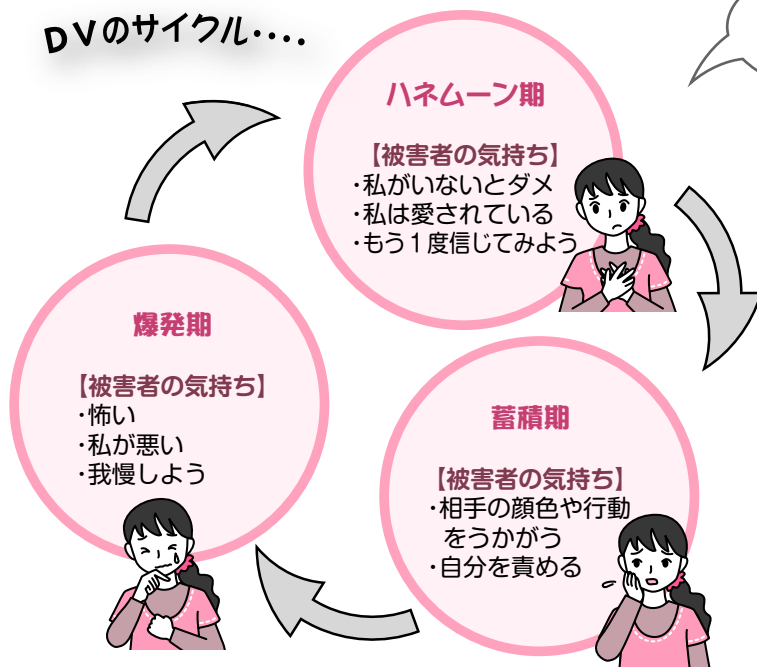 DVのサイクル‥‥
ハネムーン期
【被害者の気持ち】
・私がいないとダメ
・私は愛されている
・もう１度信じてみよう
爆発期
【被害者の気持ち】
・怖い
・私が悪い
・我慢しよう
蓄積期
【被害者の気持ち】
・相手の顔色や行動
をうかがう
・自分を責める